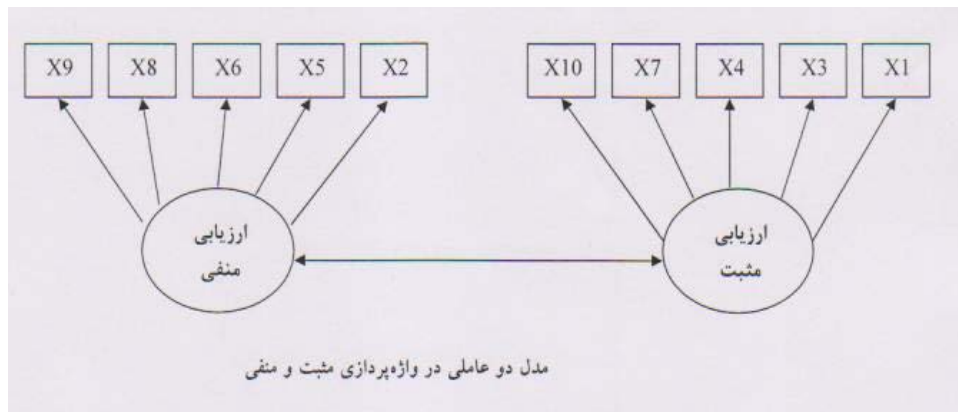 X9 X8 X6 X5 X2 X10 X7 X4 X3 X1
ارزیابی
منفی
ارزیابی
مثبت
مدل دو عاملی در واژه‌پردازی مثبت و منفی